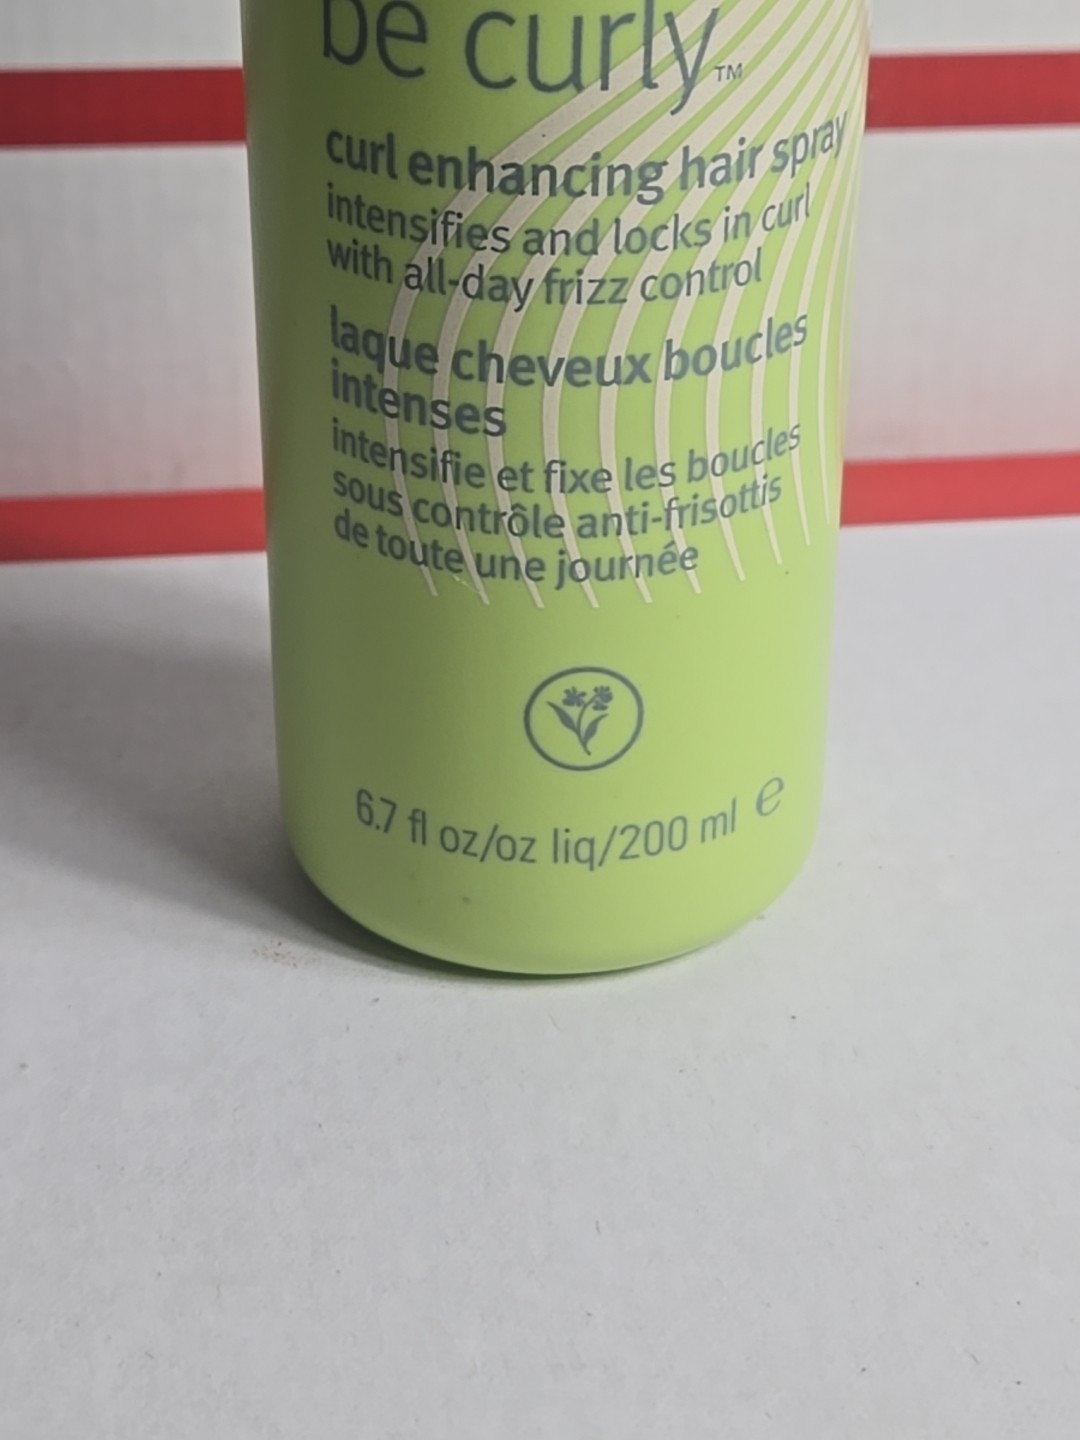 be curly™
curl enhancing hair spray
intensifies and locks in curl
with all-day frizz control
laque cheveux boucles
intenses
intensifie et fixe les boucles
sous contrôle anti-frisottis
de toute une journée
6.7 fl oz/oz liq/200 ml ℮